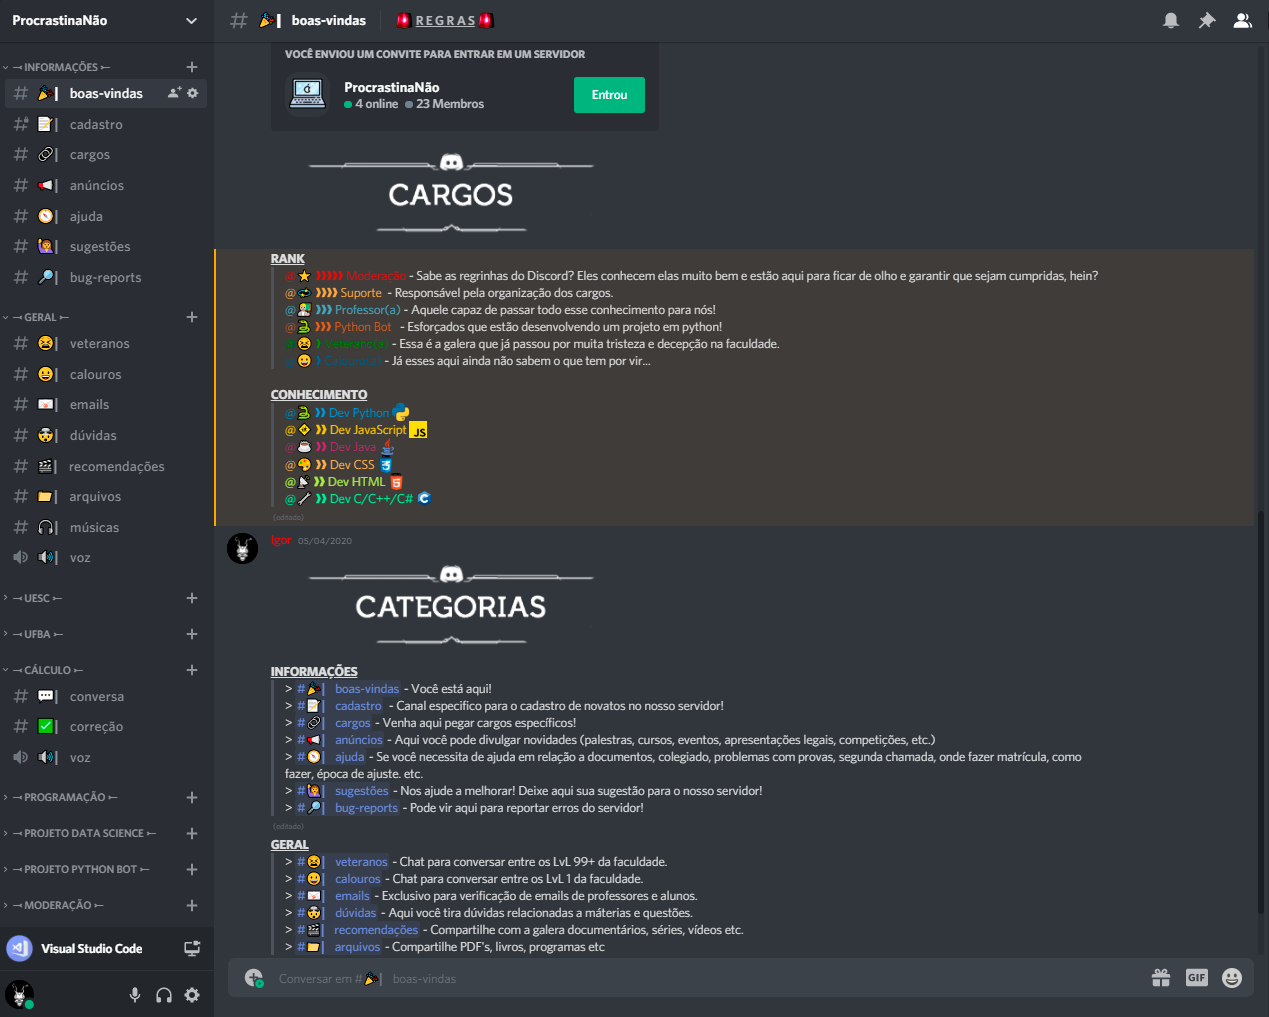 ProcrastinaNão
INFORMAÇÕES
boas-vindas
cadastro
cargos
anúncios
ajuda
sugestões
bug-reports
GERAL
veteranos
calouros
emails
dúvidas
recomendações
arquivos
músicas
voz
UESC
UFBA
CÁLCULO
conversa
correção
voz
PROGRAMAÇÃO
PROJETO DATA SCIENCE
PROJETO PYTHON BOT
MODERAÇÃO
Visual Studio Code
# | boas-vindas REGRAS
VOCÊ ENVIOU UM CONVITE PARA ENTRAR EM UM SERVIDOR
ProcrastinaNão
4 online 23 Membros
Entrou
CARGOS
RANK
@⭐ ❱❱❱❱❱ Moderação - Sabe as regrinhas do Discord? Eles conhecem elas muito bem e estão aqui para ficar de olho e garantir que sejam cumpridas, hein?
@ ❱❱❱❱ Suporte - Responsável pela organização dos cargos.
@ ❱❱❱ Professor(a) - Aquele capaz de passar todo esse conhecimento para nós!
@🐍 ❱❱❱ Python Bot - Esforçados que estão desenvolvendo um projeto em python!
@😫 ❱ Veterano(a) - Essa é a galera que já passou por muita tristeza e decepção na faculdade.
@😀 ❱ Calouro(a) - Já esses aqui ainda não sabem o que tem por vir...
CONHECIMENTO
@🐍 ❱❱ Dev Python
@ ❱❱ Dev JavaScript JS
@☕ ❱❱ Dev Java
@🎨 ❱❱ Dev CSS
@📡 ❱❱ Dev HTML
@🔧 ❱❱ Dev C/C++/C#
(editado)
Igor 05/04/2020
CATEGORIAS
INFORMAÇÕES
> #🎉| boas-vindas - Você está aqui!
> #📝| cadastro - Canal especifico para o cadastro de novatos no nosso servidor!
> #🔗| cargos - Venha aqui pegar cargos específicos!
> #📢| anúncios - Aqui você pode divulgar novidades (palestras, cursos, eventos, apresentações legais, competições, etc.)
> #🧭| ajuda - Se você necessita de ajuda em relação a documentos, colegiado, problemas com provas, segunda chamada, onde fazer matrícula, como
fazer, época de ajuste. etc.
> #🙋| sugestões - Nos ajude a melhorar! Deixe aqui sua sugestão para o nosso servidor!
> #🔎| bug-reports - Pode vir aqui para reportar erros do servidor!
(editado)
GERAL
> #😫| veteranos - Chat para conversar entre os LvL 99+ da faculdade.
> #😀| calouros - Chat para conversar entre os LvL 1 da faculdade.
> #💌| emails - Exclusivo para verificação de emails de professores e alunos.
> #🤯| dúvidas - Aqui você tira dúvidas relacionadas a máterias e questões.
> #🎬| recomendações - Compartilhe com a galera documentários, séries, vídeos etc.
> #📁| arquivos - Compartilhe PDF's, livros, programas etc
Conversar em #🎉| boas-vindas
GIF